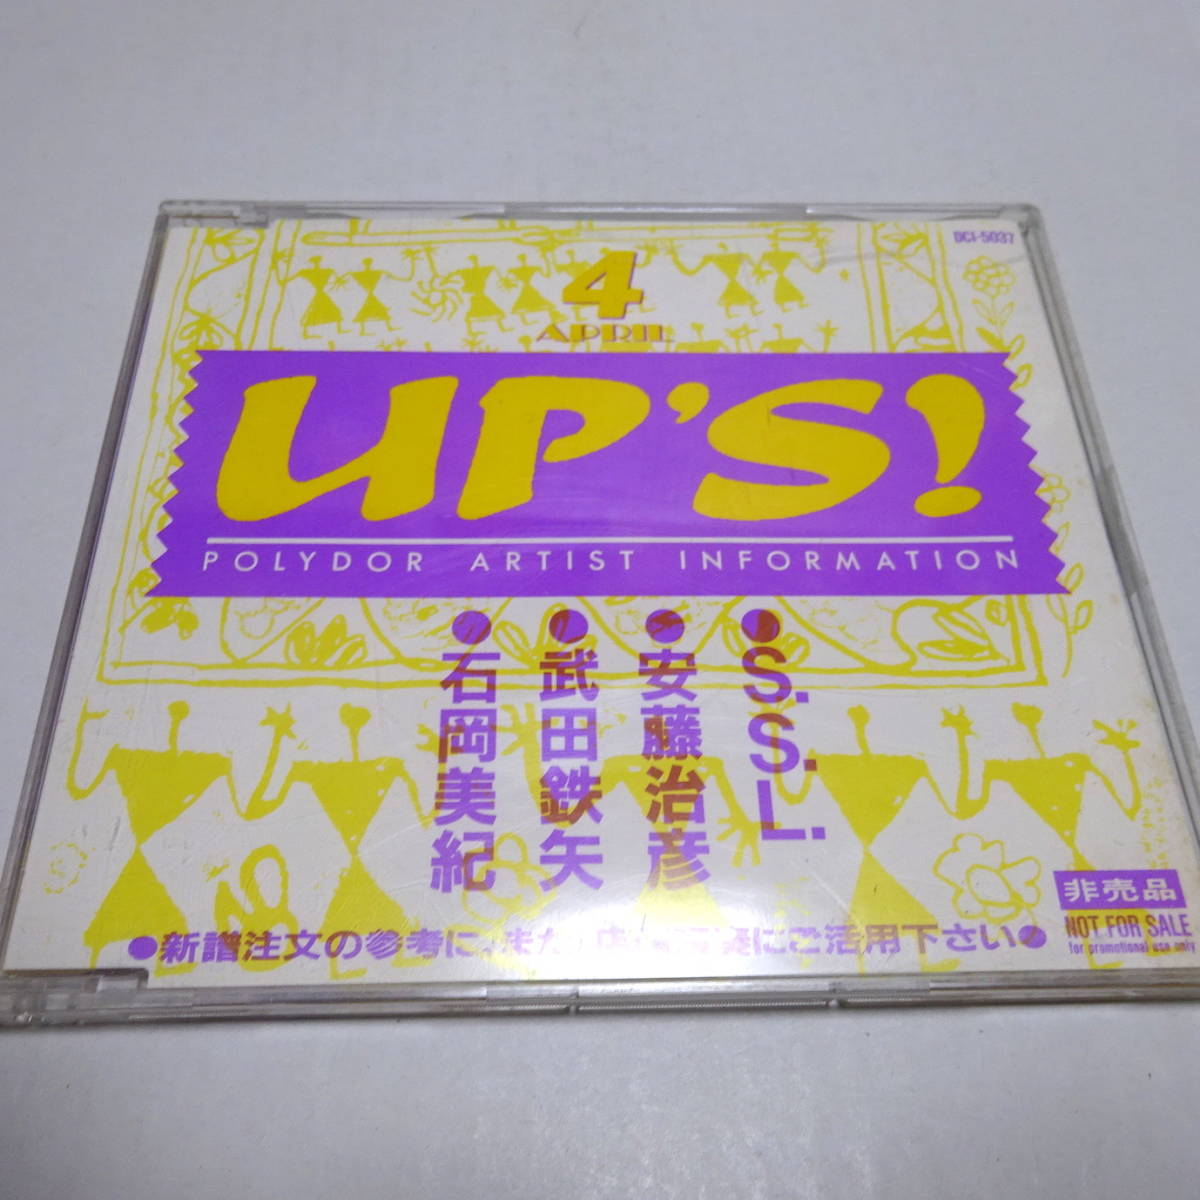 DCI-5037
4
APRIL
UP'S!
POLYDOR ARTIST INFORMATION
●S.S.L.
●安藤治彦
●武田鉄矢
●石岡美紀
●新譜注文の参考に、また にご活用下さい●
非売品
NOT FOR SALE
for promotional use only